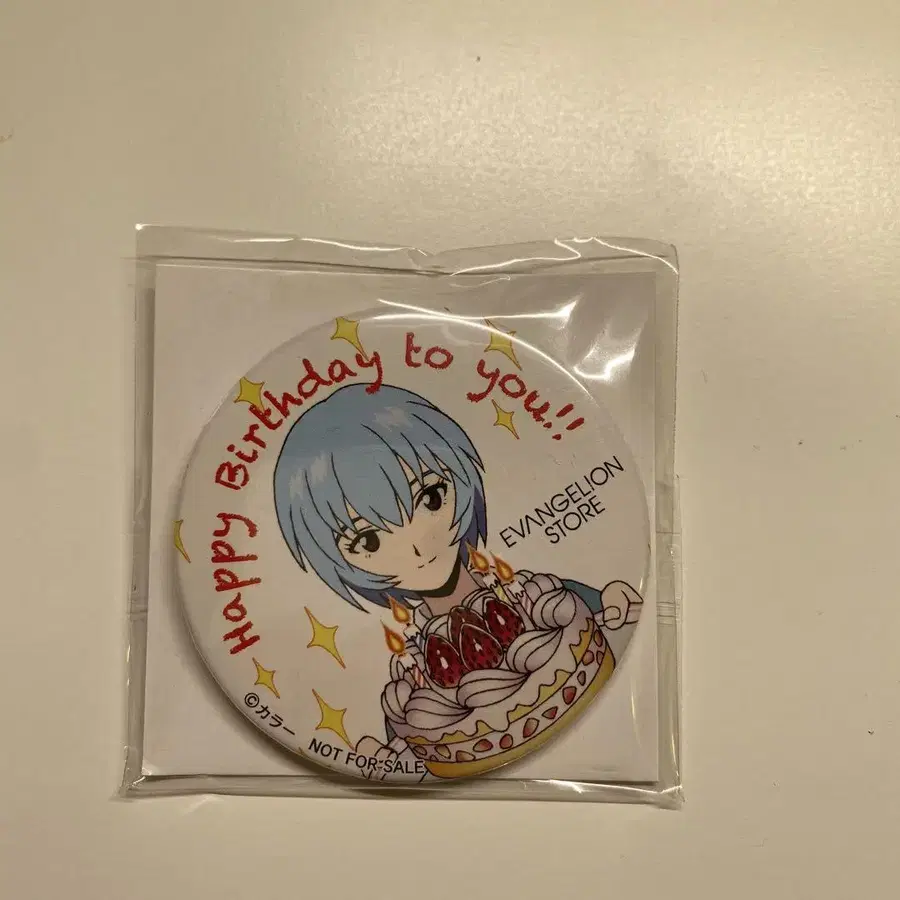 Happy Birthday to you!!
EVANGELION
STORE
©カラー
NOT FOR SALE